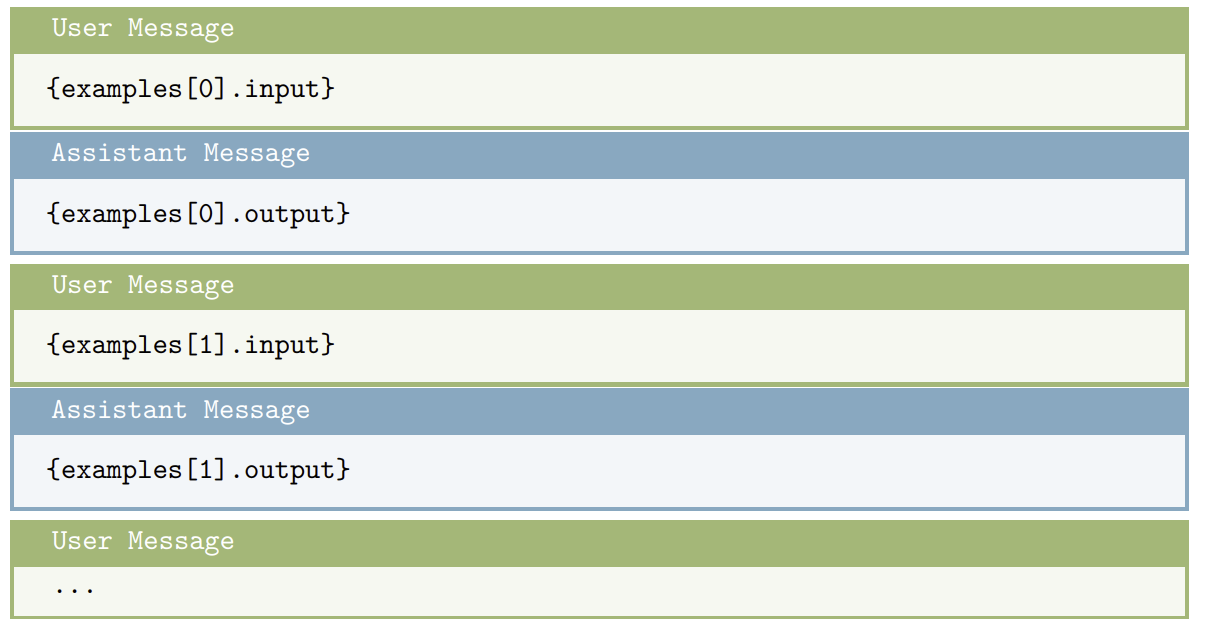 User Message
{examples[0].input}
Assistant Message
{examples[0].output}
User Message
{examples[1].input}
Assistant Message
{examples[1].output}
User Message
...